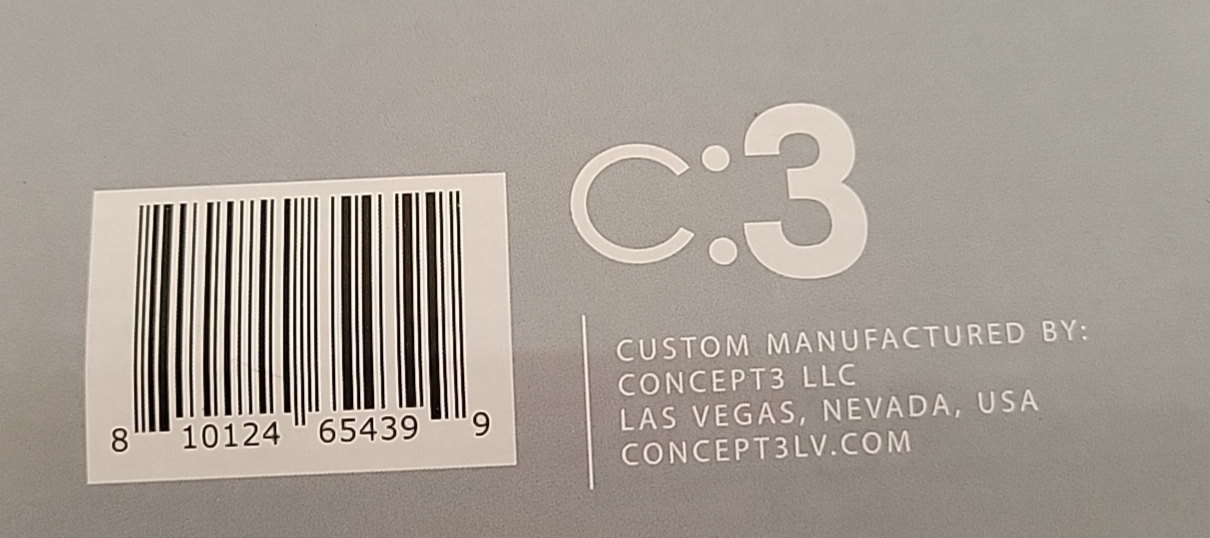 8 10124 65439 9
C:3
CUSTOM MANUFACTURED BY:
CONCEPT3 LLC
LAS VEGAS, NEVADA, USA
CONCEPT3LV.COM